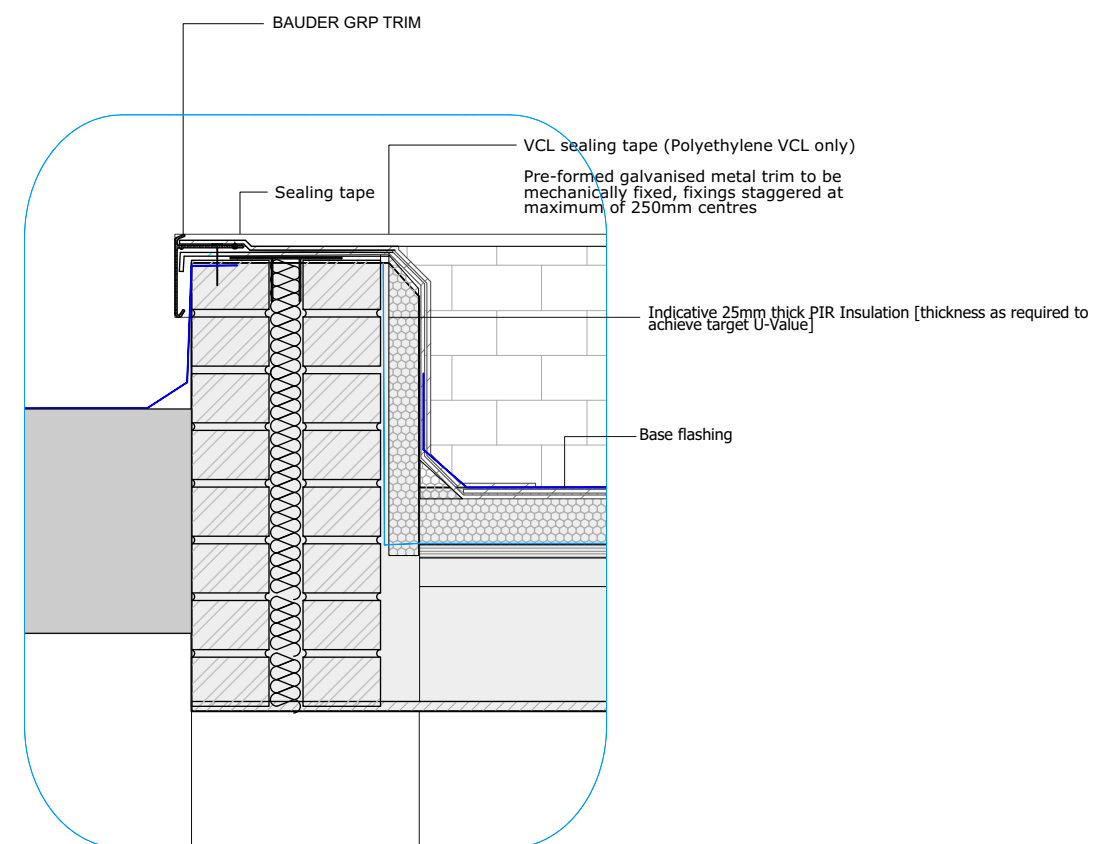 BAUDER GRP TRIM
VCL sealing tape (Polyethylene VCL only)
Pre-formed galvanised metal trim to be
mechanically fixed, fixings staggered at
maximum of 250mm centres
Sealing tape
Indicative 25mm thick PIR Insulation [thickness as required to
achieve target U-Value]
Base flashing